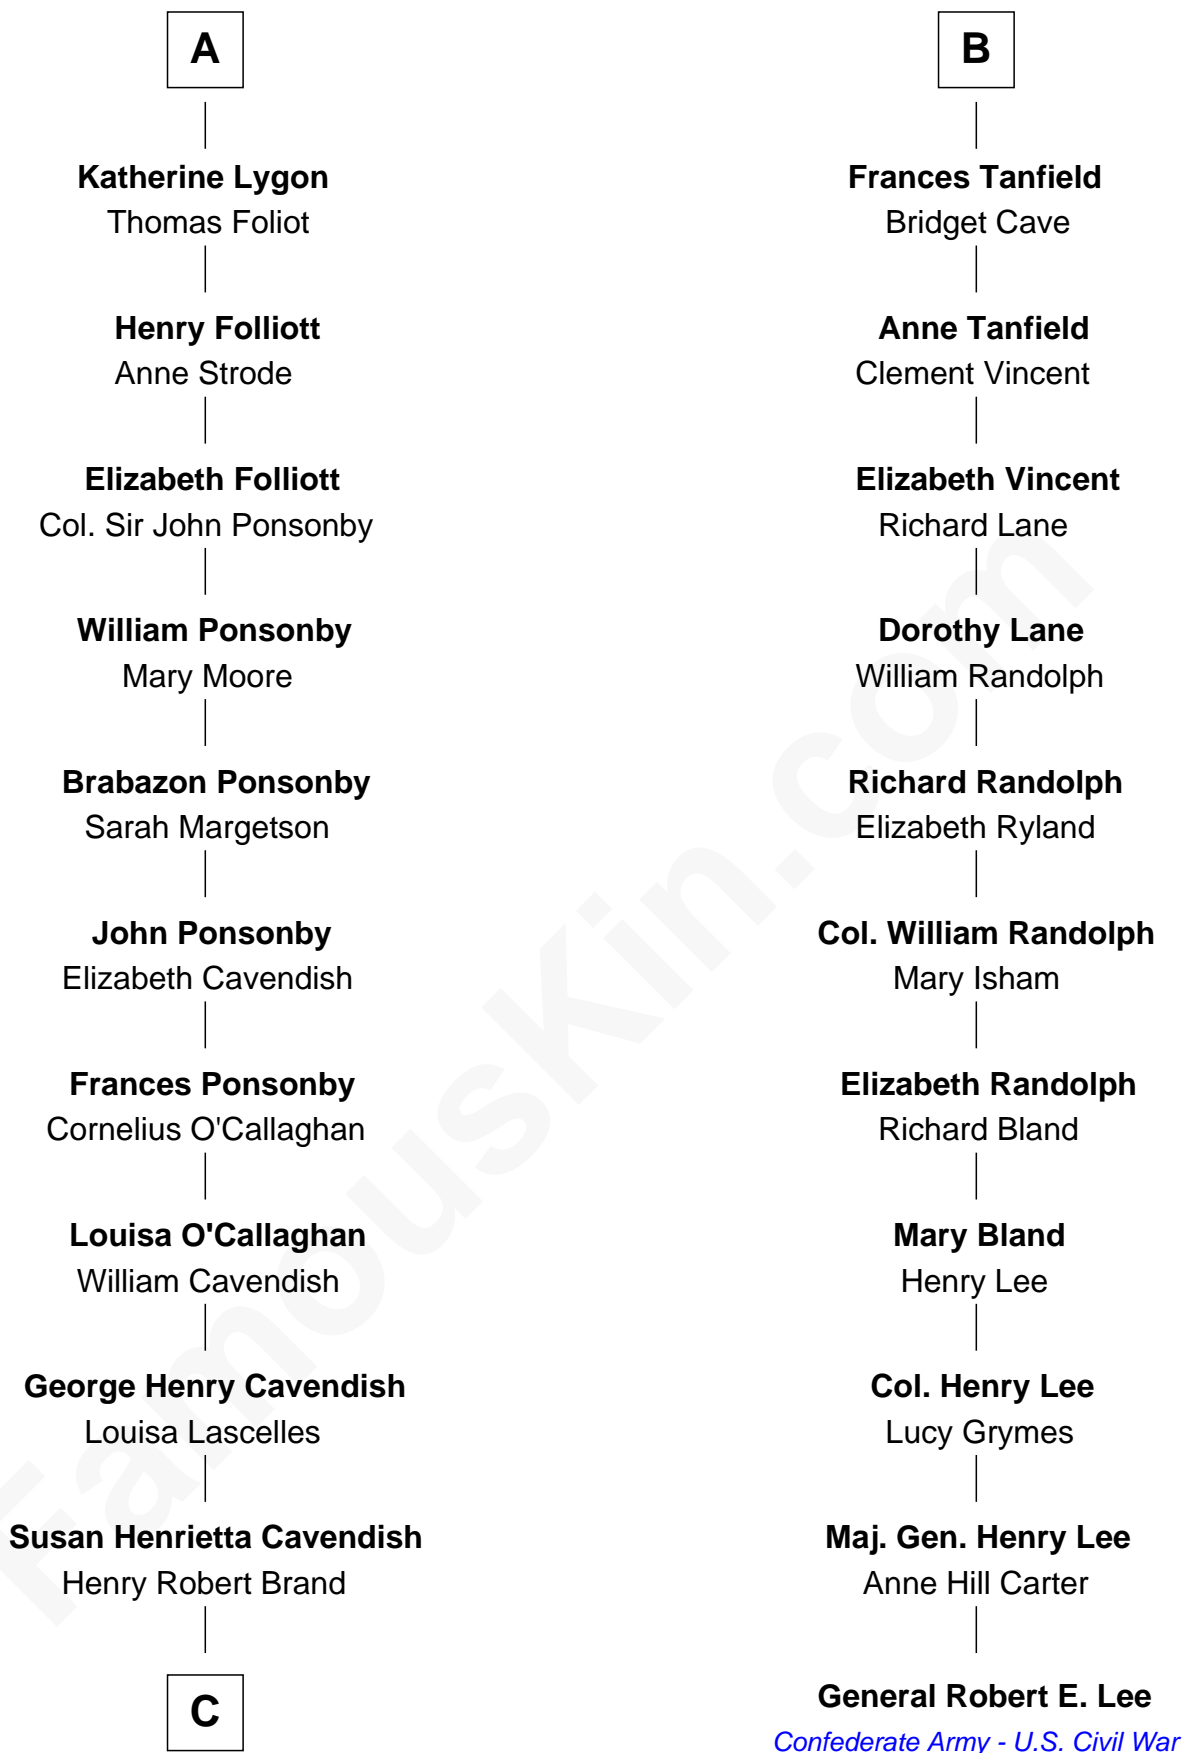 A
Katherine Lygon
Thomas Foliot
Henry Folliott
Anne Strode
Elizabeth Folliott
Col. Sir John Ponsonby
William Ponsonby
Mary Moore
Brabazon Ponsonby
Sarah Margetson
John Ponsonby
Elizabeth Cavendish
Frances Ponsonby
Cornelius O'Callaghan
Louisa O'Callaghan
William Cavendish
George Henry Cavendish
Louisa Lascelles
Susan Henrietta Cavendish
Henry Robert Brand
C
B
Frances Tanfield
Bridget Cave
Anne Tanfield
Clement Vincent
Elizabeth Vincent
Richard Lane
Dorothy Lane
William Randolph
Richard Randolph
Elizabeth Ryland
Col. William Randolph
Mary Isham
Elizabeth Randolph
Richard Bland
Mary Bland
Henry Lee
Col. Henry Lee
Lucy Grymes
Maj. Gen. Henry Lee
Anne Hill Carter
General Robert E. Lee
Confederate Army - U.S. Civil War
FamousKin.com